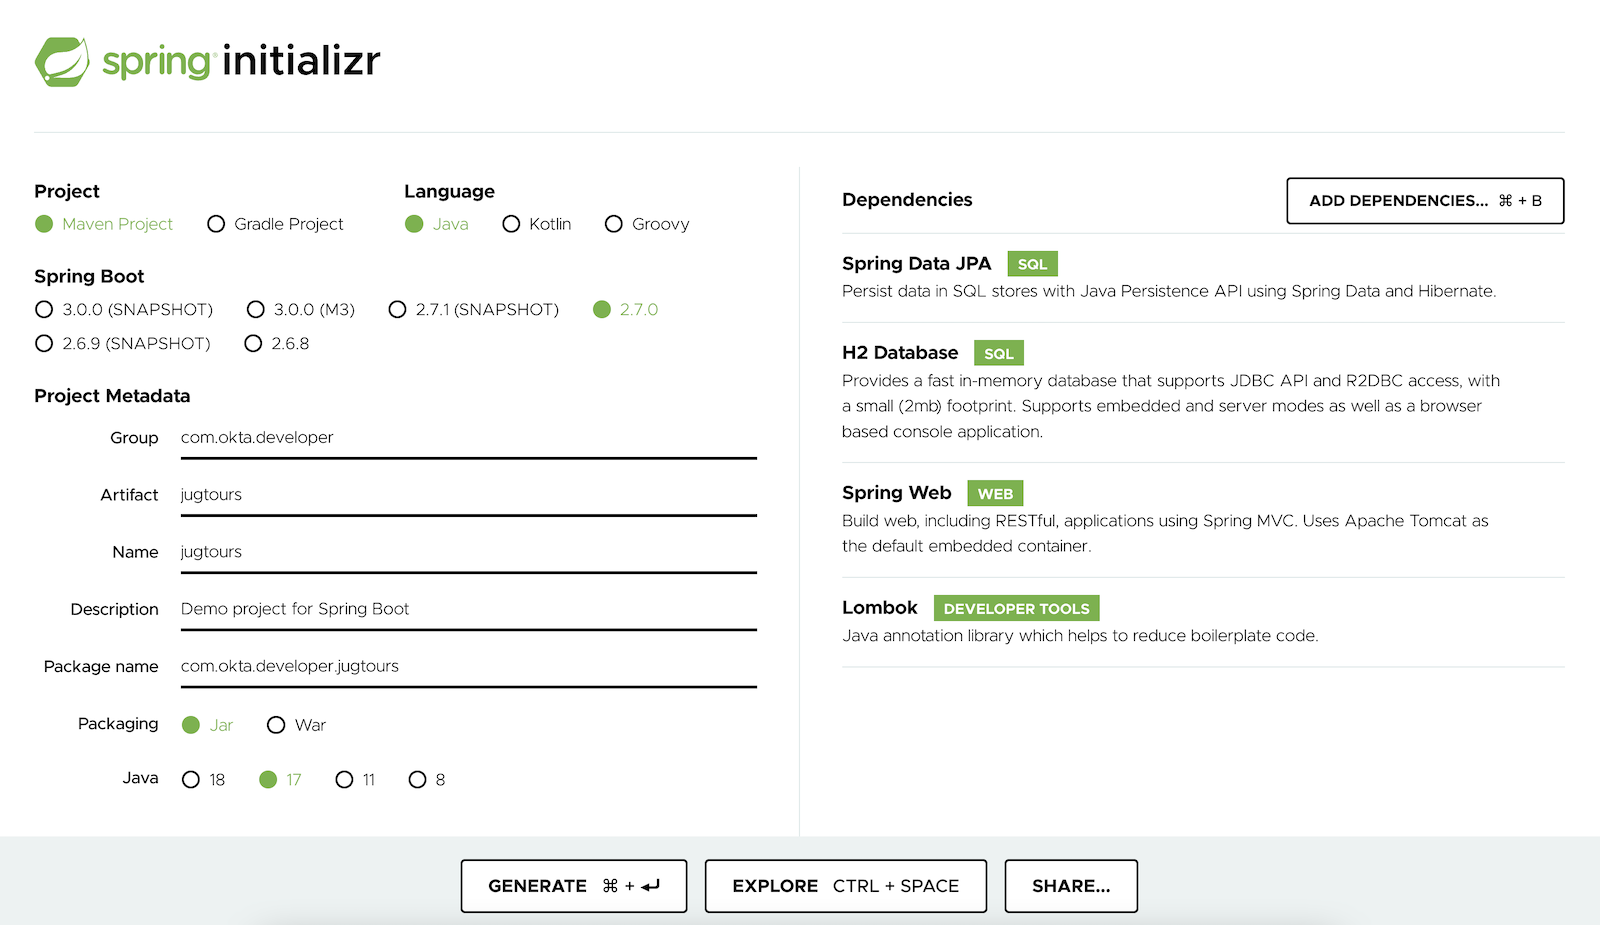 spring initializr
Project
Maven Project Gradle Project
Language
Java Kotlin Groovy
Spring Boot
3.0.0 (SNAPSHOT) 3.0.0 (M3) 2.7.1 (SNAPSHOT) 2.7.0
2.6.9 (SNAPSHOT) 2.6.8
Project Metadata
Group com.okta.developer
Artifact jugtours
Name jugtours
Description Demo project for Spring Boot
Package name com.okta.developer.jugtours
Packaging Jar War
Java 18 17 11 8
Dependencies ADD DEPENDENCIES... ⌘ + B
Spring Data JPA SQL
Persist data in SQL stores with Java Persistence API using Spring Data and Hibernate.
H2 Database SQL
Provides a fast in-memory database that supports JDBC API and R2DBC access, with
a small (2mb) footprint. Supports embedded and server modes as well as a browser
based console application.
Spring Web WEB
Build web, including RESTful, applications using Spring MVC. Uses Apache Tomcat as
the default embedded container.
Lombok DEVELOPER TOOLS
Java annotation library which helps to reduce boilerplate code.
GENERATE ⌘ + ↵ EXPLORE CTRL + SPACE SHARE...